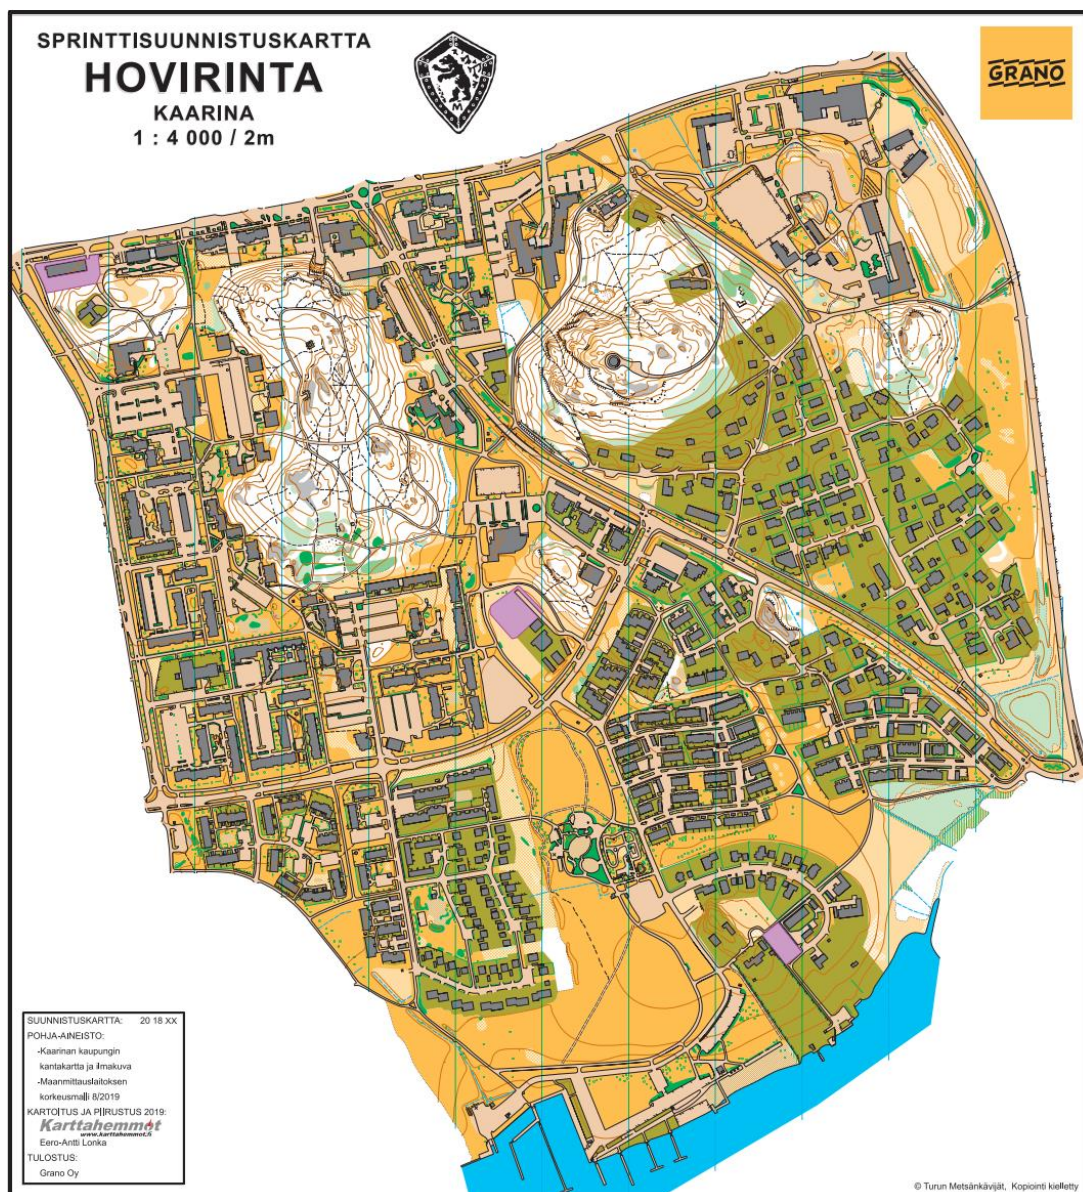 SPRINTTISUUNNISTUSKARTTA
HOVIRINTA
KAARINA
1 : 4 000 / 2m
M
GRANO
SUUNNISTUSKARTTA: 20 18 XX
POHJA-AINEISTO:
-Kaarinan kaupungin
kantakartta ja ilmakuva
-Maanmittauslaitoksen
korkeusmalli 8/2019
KARTOITUS JA PIIRUSTUS 2019:
Karttahemmot
www.karttahemmot.fi
Eero-Antti Lonka
TULOSTUS:
Grano Oy
© Turun Metsänkävijät, Kopiointi kielletty